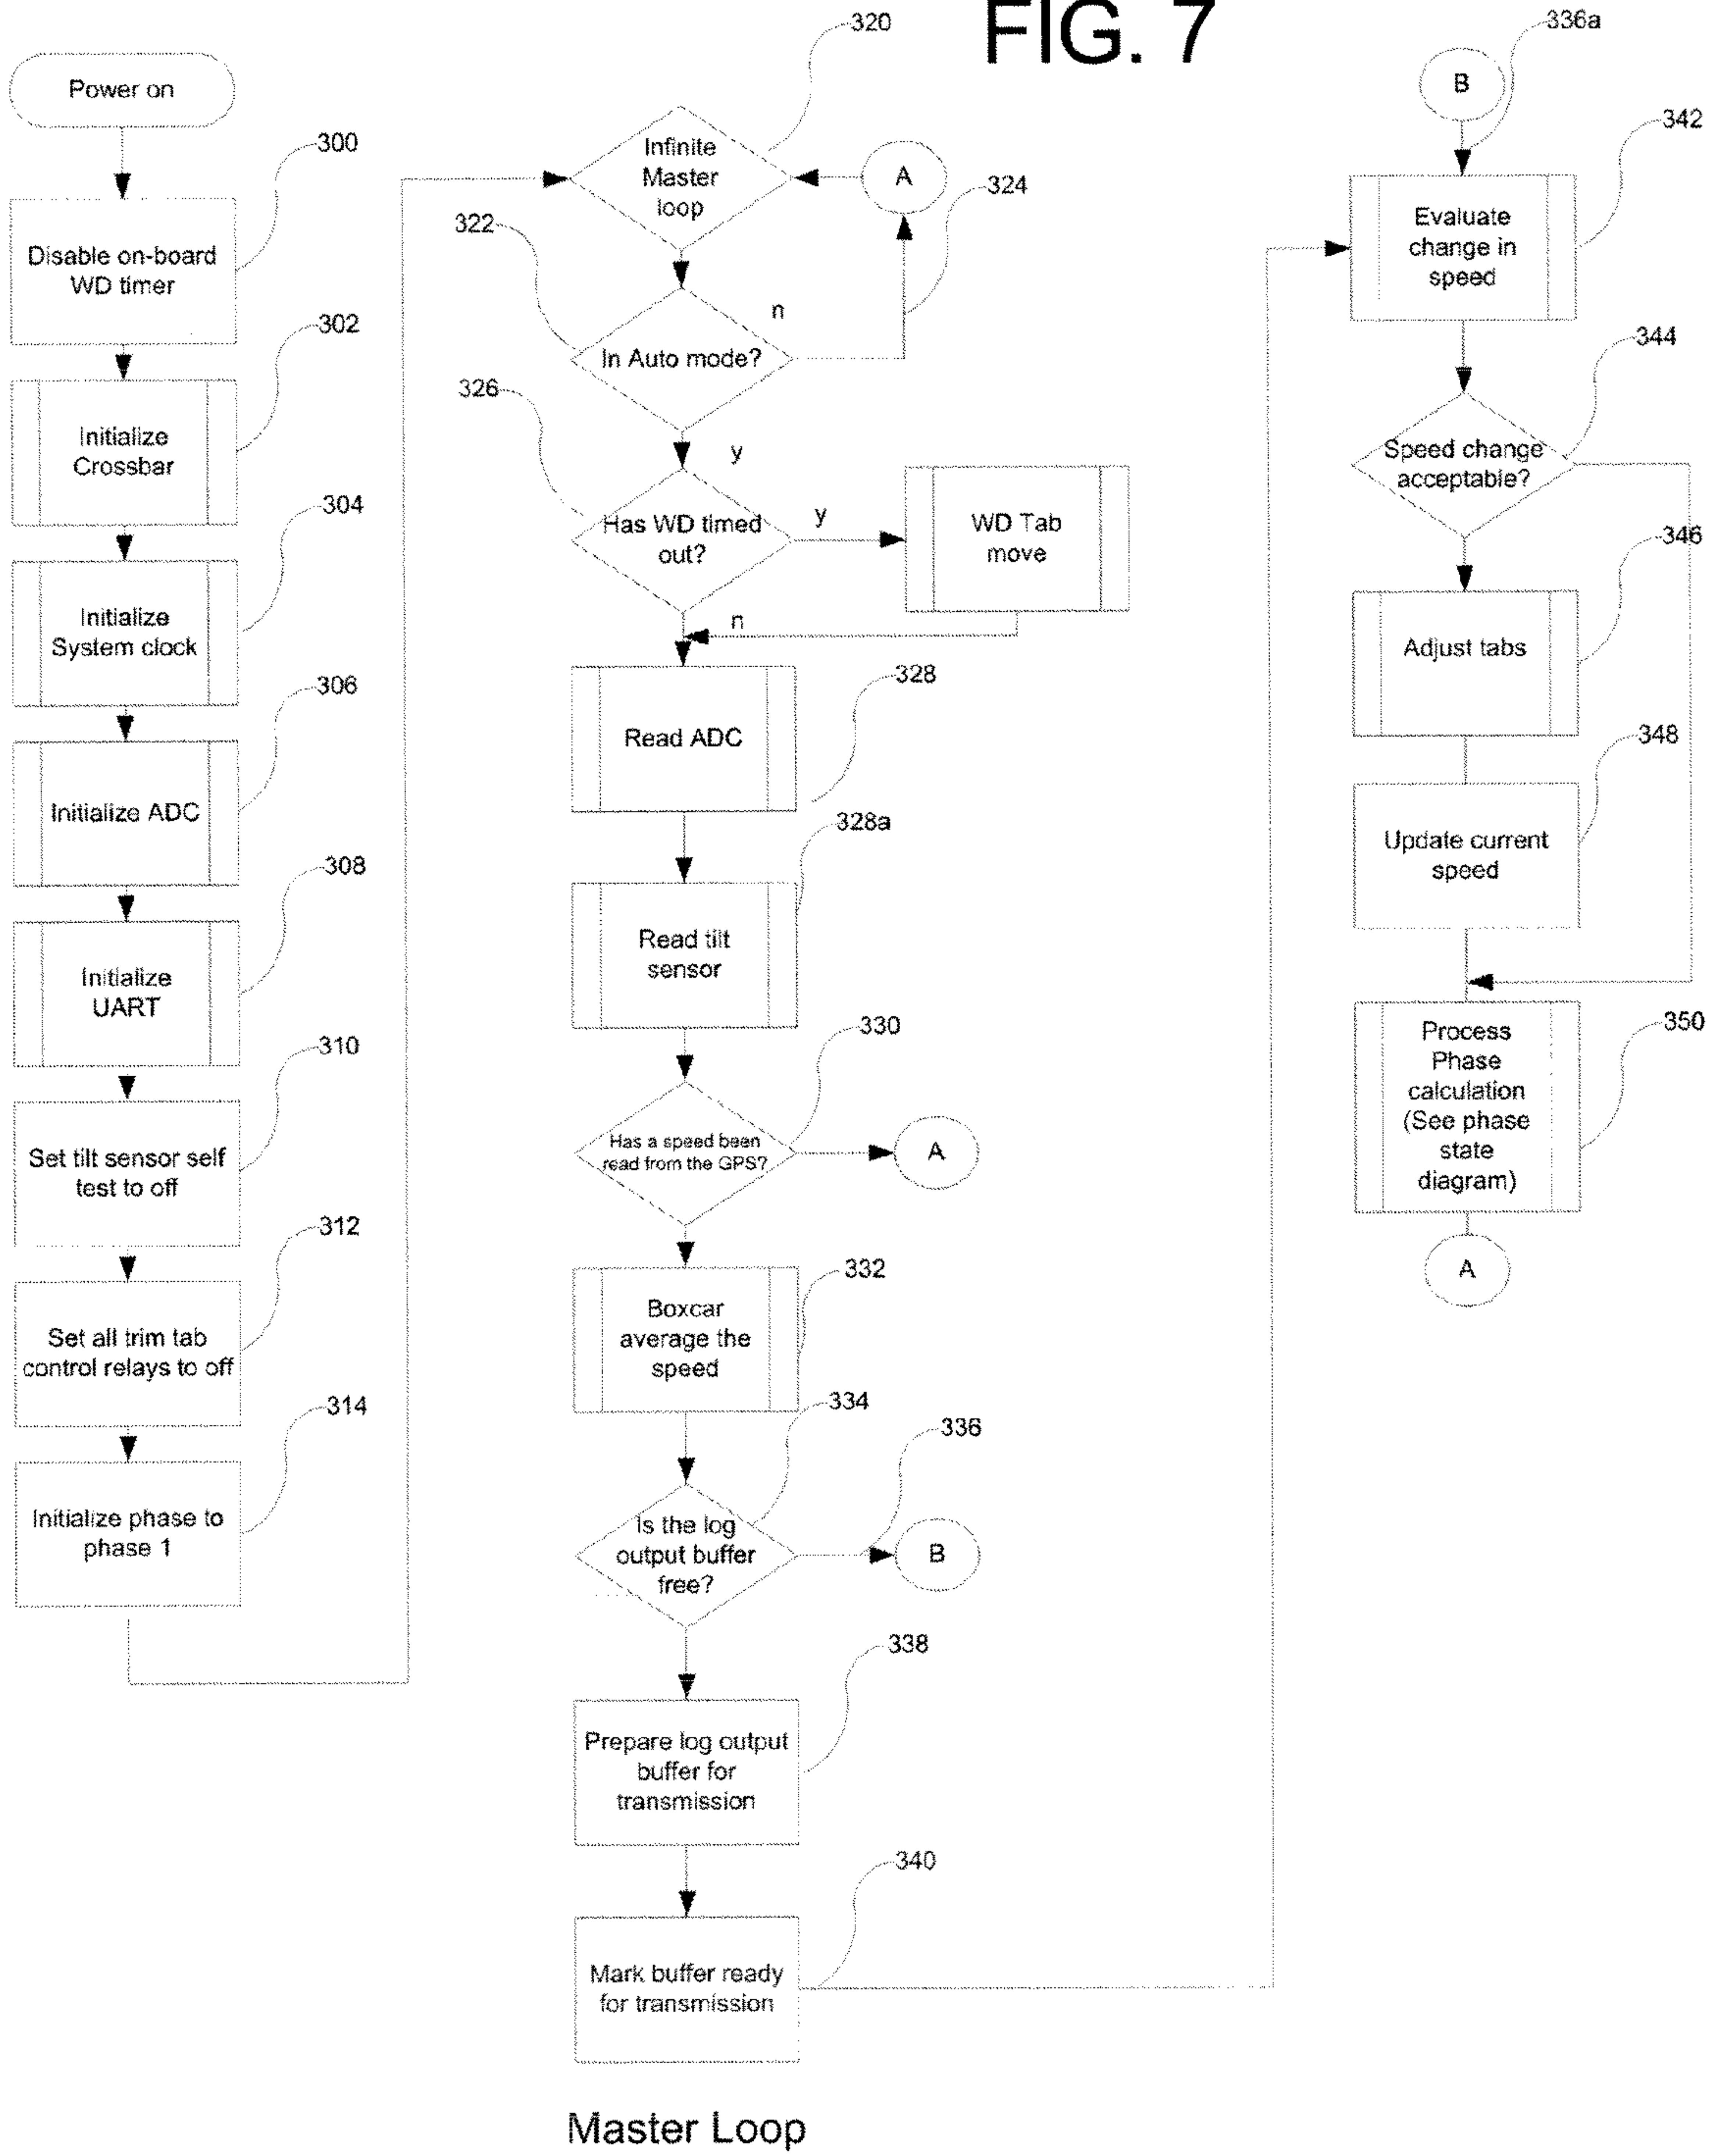 FIG. 7
Power on
300
Disable on-board
WD timer
302
Initialize
Crossbar
304
Initialize
System clock
306
Initialize ADC
308
Initialize
UART
310
Set tilt sensor self
test to off
312
Set all trim tab
control relays to off
314
Initialize phase to
phase 1
320
Infinite
Master
loop
A
322
324
n
In Auto mode?
326
y
Has WD timed
out?
y
WD Tab
move
n
328
Read ADC
328a
Read tilt
sensor
330
Has a speed been
read from the GPS?
A
332
Boxcar
average the
speed
334
336
Is the log
output buffer
free?
B
338
Prepare log output
buffer for
transmission
340
Mark buffer ready
for transmission
336a
B
342
Evaluate
change in
speed
344
Speed change
acceptable?
346
Adjust tabs
348
Update current
speed
350
Process
Phase
calculation
(See phase
state
diagram)
A
Master Loop